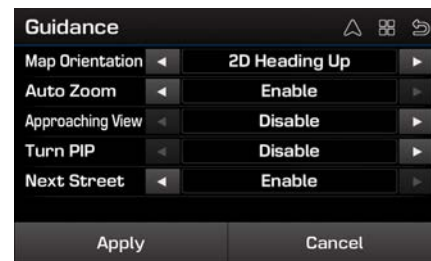 Guidance
Map Orientation 2D Heading Up
Auto Zoom Enable
Approaching View Disable
Turn PIP Disable
Next Street Enable
Apply Cancel